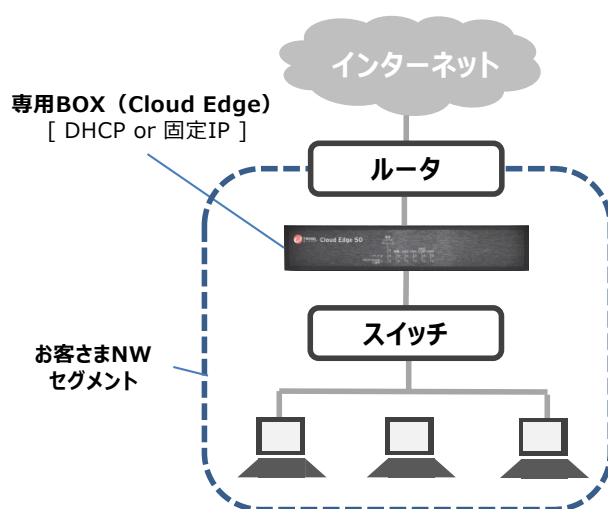 インターネット
専用BOX（Cloud Edge）
[ DHCP or 固定IP ]
ルータ
Cloud Edge 50
スイッチ
お客さまNW
セグメント